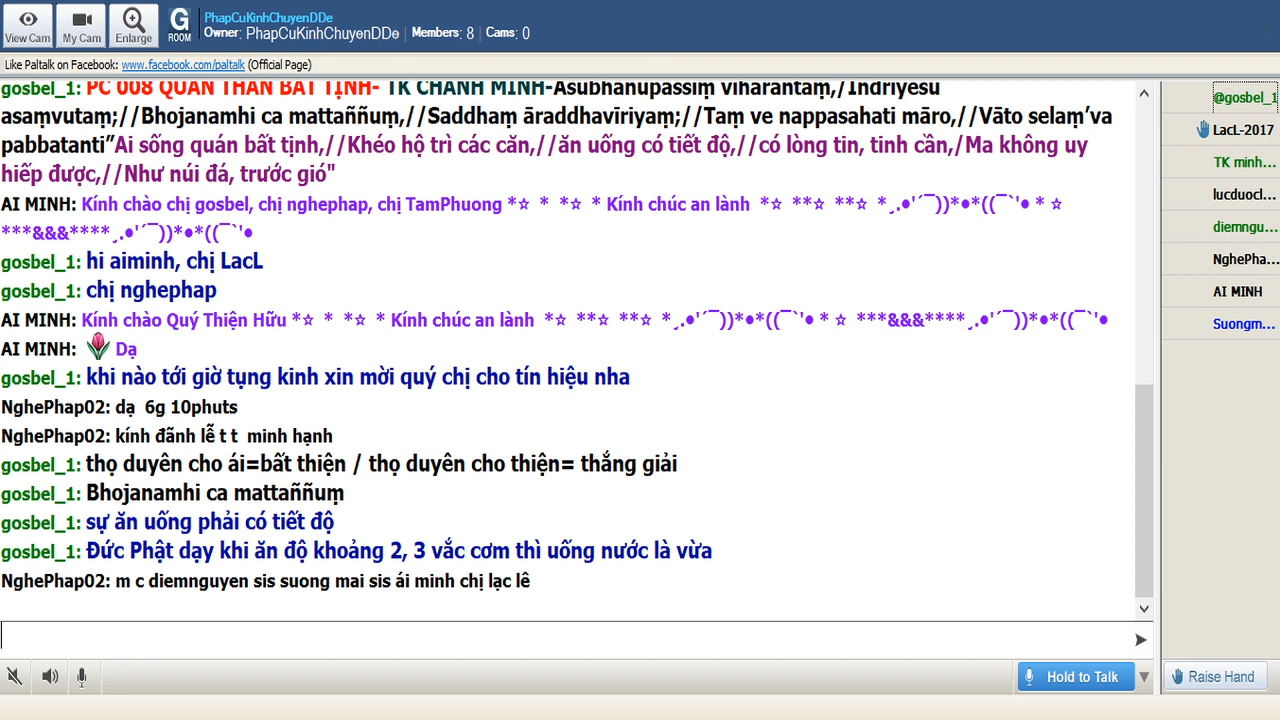 View Cam
My Cam
Enlarge
G
ROOM
PhapCuKinhChuyenDDe
Owner: PhapCuKinhChuyenDDe | Members: 8 | Cams: 0
Like Paltalk on Facebook: www.facebook.com/paltalk (Official Page)
gosbel_1: PC 008 QUÁN THÂN BẤT TỊNH- TK CHÁNH MINH-Asubhānupassiṃ viharantaṃ,//Indriyesu
asaṃvutaṃ;//Bhojanamhi ca mattaññuṃ,//Saddhaṃ āraddhavīriyaṃ;//Taṃ ve nappasahati māro,//Vāto selaṃ’va
pabbatanti”Ai sống quán bất tịnh,//Khéo hộ trì các căn,//ăn uống có tiết độ,//có lòng tin, tinh cần,/Ma không uy
hiếp được,//Như núi đá, trước gió"
AI MINH: Kính chào chị gosbel, chị nghephap, chị TamPhuong *☆ * *☆ * Kính chúc an lành *☆ **☆ **☆ *¸.•'´¯))*•*((¯`'• * ☆
***&&&****¸.•'´¯))*•*((¯`'•
gosbel_1: hi aiminh, chị LacL
gosbel_1: chị nghephap
AI MINH: Kính chào Quý Thiện Hữu *☆ * *☆ * Kính chúc an lành *☆ **☆ **☆ *¸.•'´¯))*•*((¯`'• * ☆ ***&&&****¸.•'´¯))*•*((¯`'•
AI MINH: Dạ
gosbel_1: khi nào tới giờ tụng kinh xin mời quý chị cho tín hiệu nha
NghePhap02: dạ 6g 10phuts
NghePhap02: kính đãnh lễ t t minh hạnh
gosbel_1: thọ duyên cho ái=bất thiện / thọ duyên cho thiện= thắng giải
gosbel_1: Bhojanamhi ca mattaññuṃ
gosbel_1: sự ăn uống phải có tiết độ
gosbel_1: Đức Phật dạy khi ăn độ khoảng 2, 3 vắc cơm thì uống nước là vừa
NghePhap02: m c diemnguyen sis suong mai sis ái minh chị lạc lê
@gosbel_1
LacL-2017
TK minh...
lucduocl...
diemngu...
NghePha...
AI MINH
Suongm...
Hold to Talk
Raise Hand